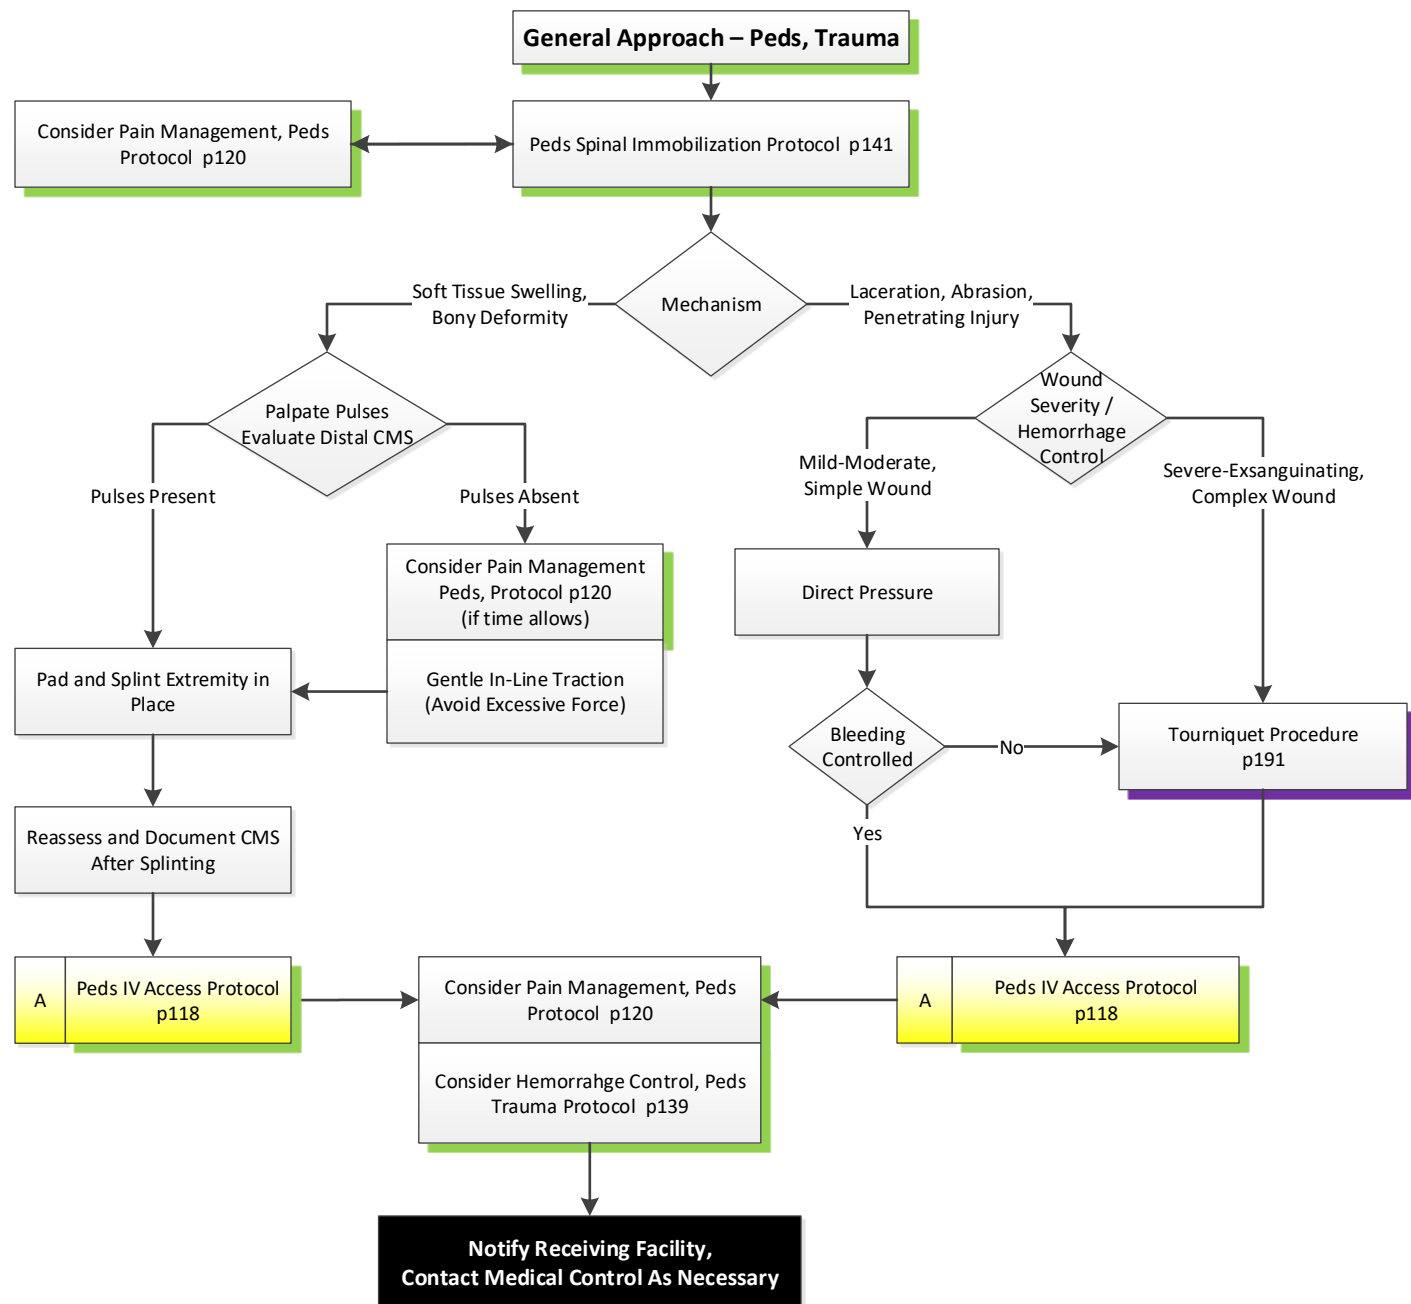 General Approach – Peds, Trauma
Consider Pain Management, Peds
Protocol p120
Peds Spinal Immobilization Protocol p141
Mechanism
Soft Tissue Swelling,
Bony Deformity
Laceration, Abrasion,
Penetrating Injury
Palpate Pulses
Evaluate Distal CMS
Wound
Severity /
Hemorrhage
Control
Pulses Present
Pulses Absent
Mild-Moderate,
Simple Wound
Severe-Exsanguinating,
Complex Wound
Consider Pain Management
Peds, Protocol p120
(if time allows)
Gentle In-Line Traction
(Avoid Excessive Force)
Direct Pressure
Pad and Splint Extremity in
Place
Bleeding
Controlled
No
Yes
Tourniquet Procedure
p191
Reassess and Document CMS
After Splinting
A
Peds IV Access Protocol
p118
Consider Pain Management, Peds
Protocol p120
Consider Hemorrahge Control, Peds
Trauma Protocol p139
A
Peds IV Access Protocol
p118
Notify Receiving Facility,
Contact Medical Control As Necessary